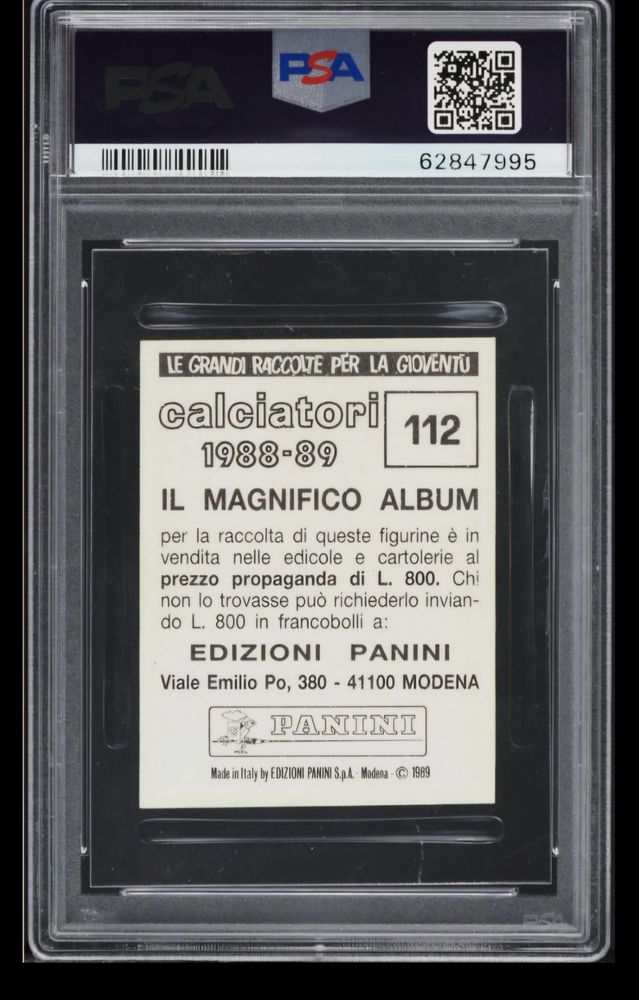 PSA PSA
62847995
LE GRANDI RACCOLTE PER LA GIOVENTÙ
calciatori 112
1988-89
IL MAGNIFICO ALBUM
per la raccolta di queste figurine è in
vendita nelle edicole e cartolerie al
prezzo propaganda di L. 800. Chi
non lo trovasse può richiederlo invian-
do L. 800 in francobolli a:
EDIZIONI PANINI
Viale Emilio Po, 380 - 41100 MODENA
PANINI
Made in Italy by EDIZIONI PANINI S.p.A. - Modena - © 1989
PSA